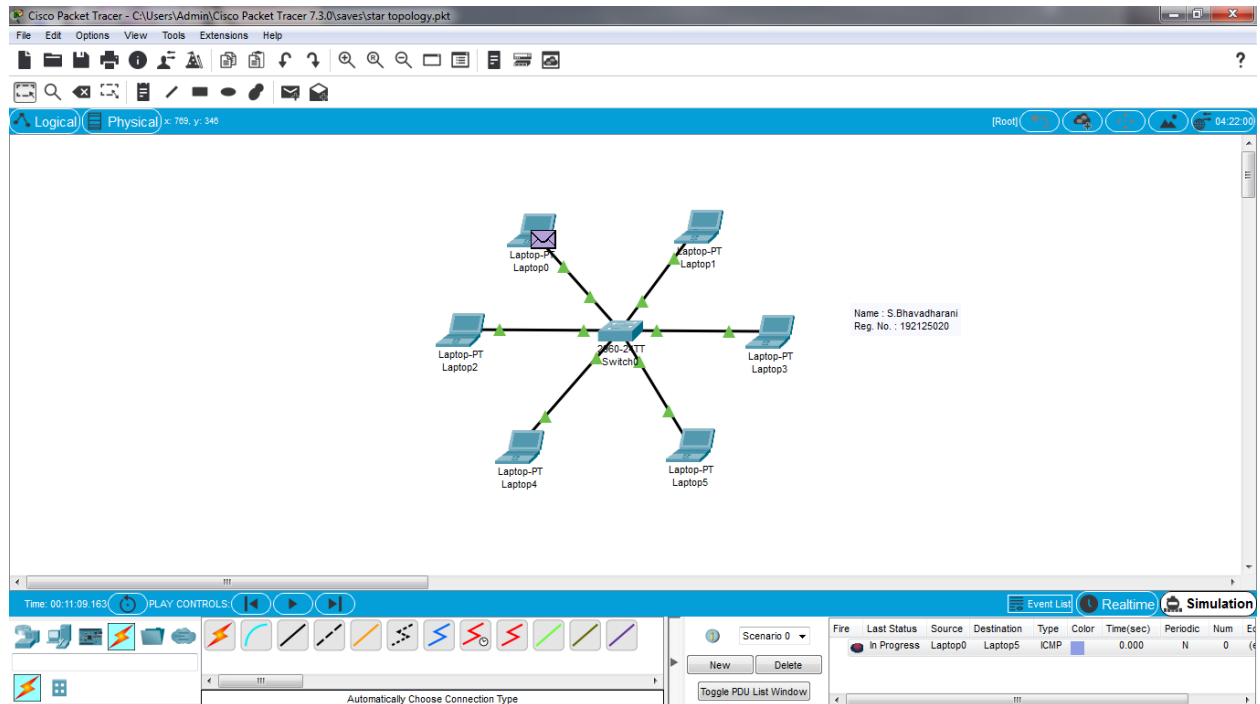 Cisco Packet Tracer - C:\Users\Admin\Cisco Packet Tracer 7.3.0\saves\star topology.pkt
File Edit Options View Tools Extensions Help
?
Logical Physical x: 769, y: 346 [Root] 04:22:00
Laptop-PT
Laptop0
Laptop-PT
Laptop1
Name : S.Bhavadharani
Reg. No. : 192125020
2960-24TT
Switch0
Laptop-PT
Laptop2
Laptop-PT
Laptop3
Laptop-PT
Laptop4
Laptop-PT
Laptop5
Time: 00:11:09.163 PLAY CONTROLS: Event List Realtime Simulation
Scenario 0
New Delete
Toggle PDU List Window
Fire Last Status Source Destination Type Color Time(sec) Periodic Num Ed
In Progress Laptop0 Laptop5 ICMP 0.000 N 0 (e
Automatically Choose Connection Type